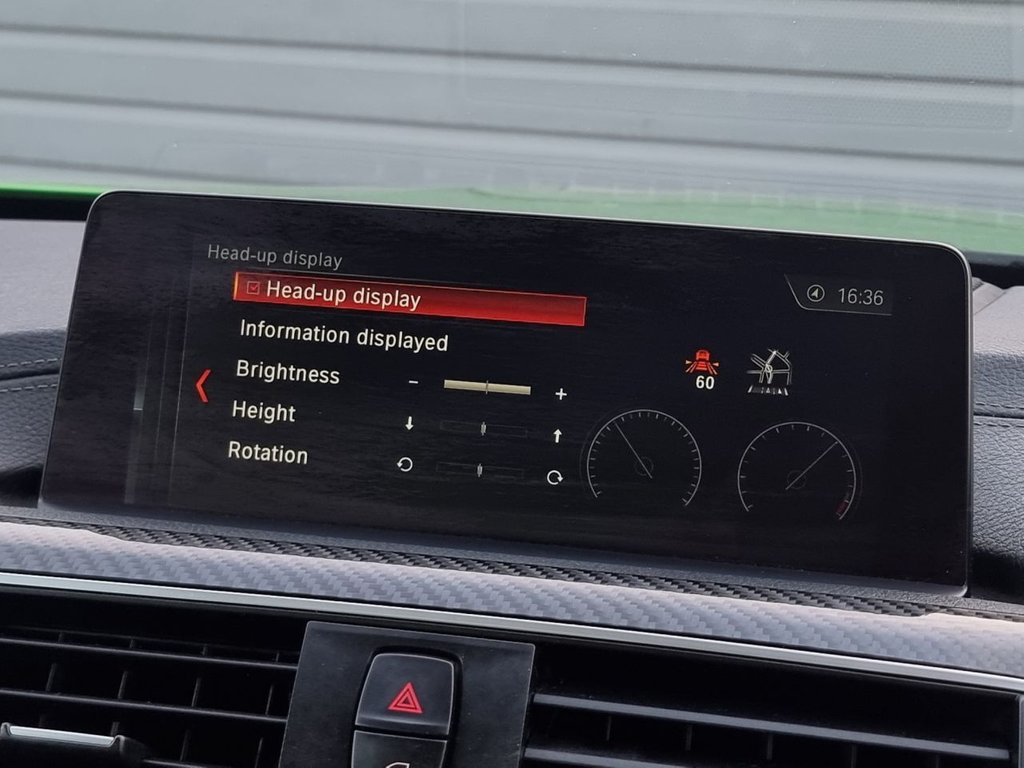 Head-up display
Head-up display
16:36
Information displayed
Brightness - +
60
Height
Rotation